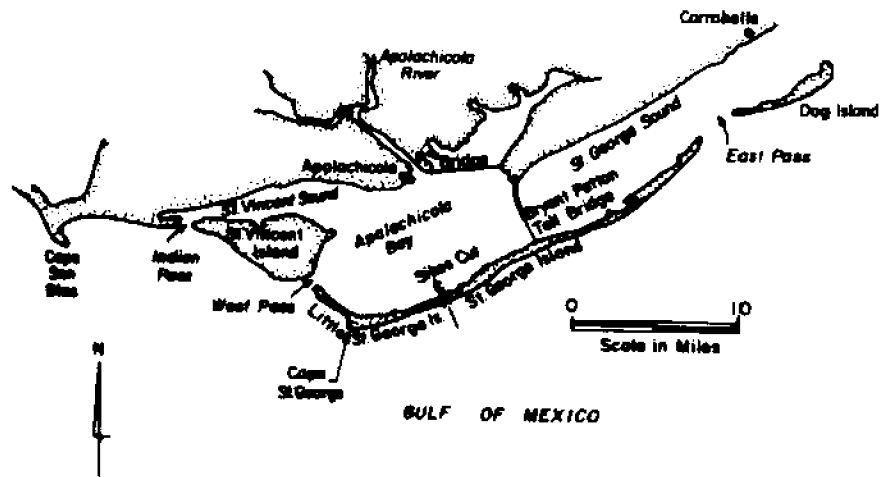 Carrabelle
Apalachicola
River
Dog Island
St George Sound
East Pass
Bridge
Apalachicola
St Vincent Sound
Bryant Patton
Toll Bridge
Apalachicola
Bay
St Vincent
Island
Indian
Pass
Cape
San
Blas
Sikes Cut
St George Island
West Pass
Little St George Is
0 10
Scale in Miles
N
Cape
St George
GULF OF MEXICO